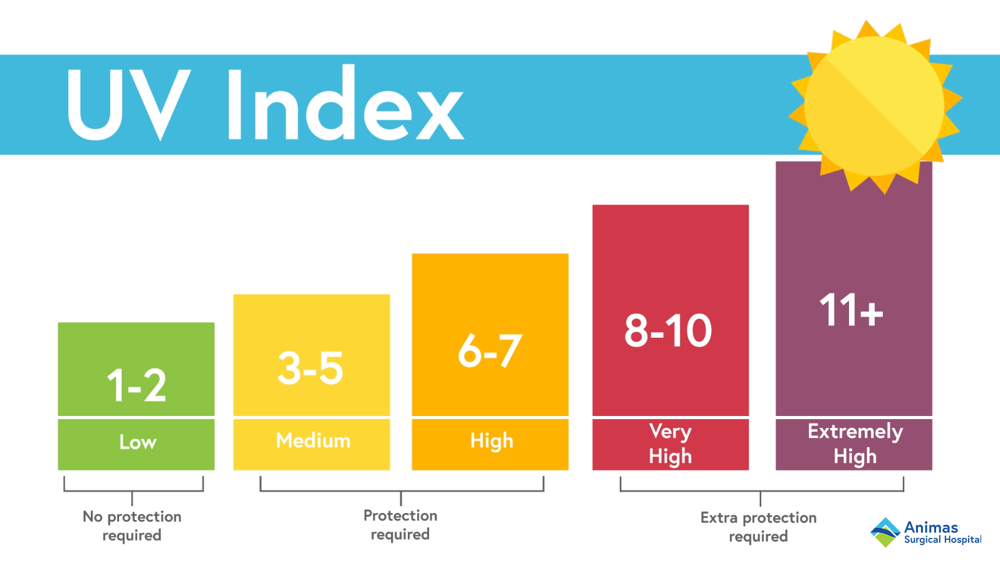 UV Index
1-2
Low
3-5
Medium
6-7
High
8-10
Very
High
11+
Extremely
High
No protection
required
Protection
required
Extra protection
required
Animas
Surgical Hospital